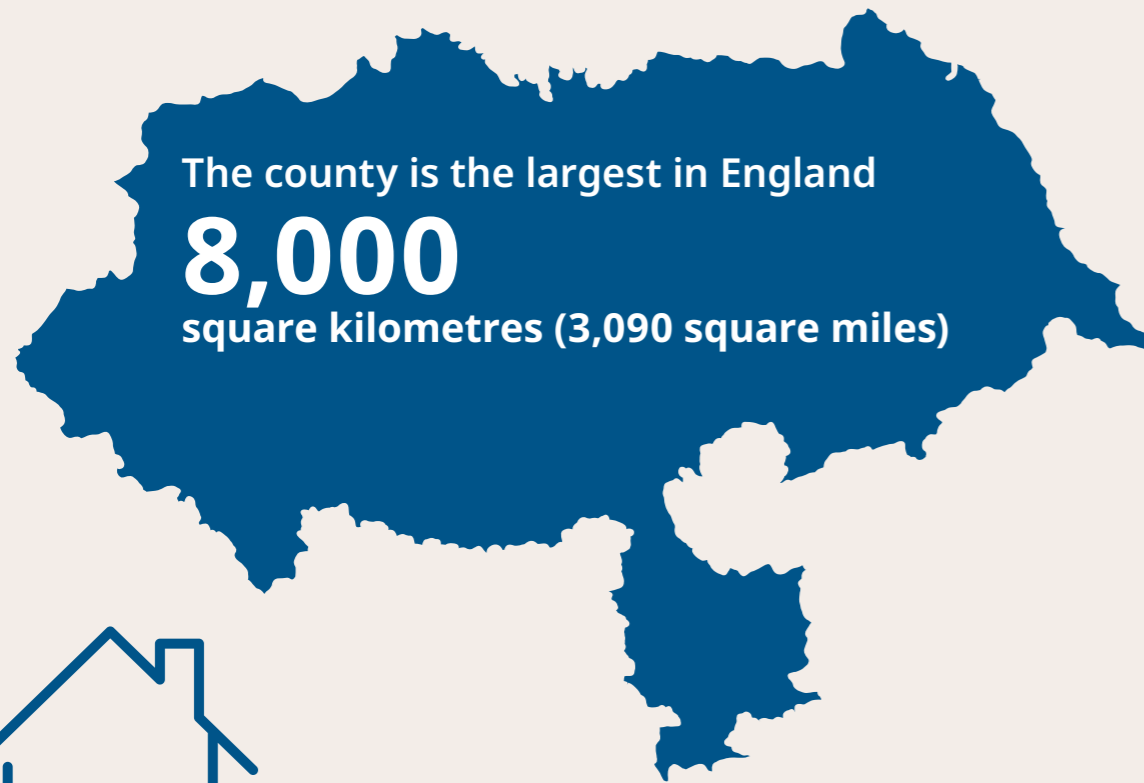 The county is the largest in England
8,000
square kilometres (3,090 square miles)